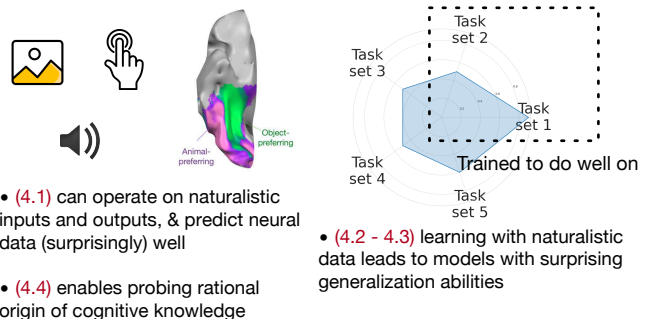 Animal-
preferring
Object-
preferring
• (4.1) can operate on naturalistic
inputs and outputs, & predict neural
data (surprisingly) well
• (4.4) enables probing rational
origin of cognitive knowledge
Task
set 2
Task
set 3
Task
set 1
Trained to do well on
Task
set 4
Task
set 5
• (4.2 - 4.3) learning with naturalistic
data leads to models with surprising
generalization abilities